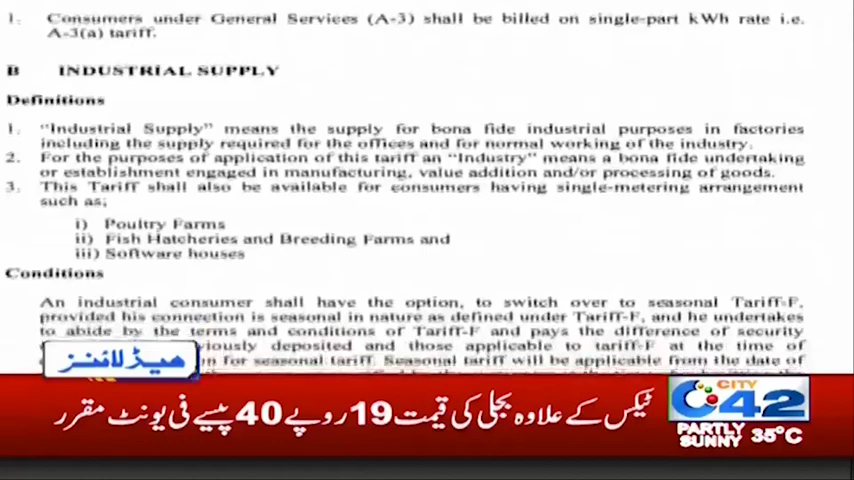 1. Consumers under General Services (A-3) shall be billed on single-part kWh rate i.e.
A-3(a) tariff.
B INDUSTRIAL SUPPLY
Definitions
1. "Industrial Supply" means the supply for bona fide industrial purposes in factories
including the supply required for the offices and for normal working of the industry.
2. For the purposes of application of this tariff an "Industry" means a bona fide undertaking
or establishment engaged in manufacturing, value addition and/or processing of goods.
3. This Tariff shall also be available for consumers having single-metering arrangement
such as;
i) Poultry Farms
ii) Fish Hatcheries and Breeding Farms and
iii) Software houses
Conditions
An industrial consumer shall have the option, to switch over to seasonal Tariff-F,
provided his connection is seasonal in nature as defined under Tariff-F, and he undertakes
to abide by the terms and conditions of Tariff-F and pays the difference of security
deposited and those applicable to tariff-F at the time of
for seasonal tariff. Seasonal tariff will be applicable from the date of
ہیڈلائنز
ٹیکس کے علاوہ بجلی کی قیمت 19 روپے 40 پیسے فی یونٹ مقرر
CITY
42
PARTLY
SUNNY 35°C